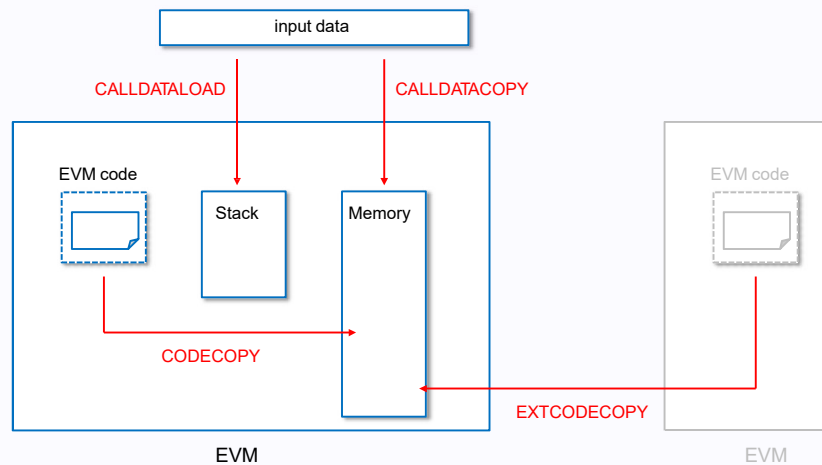 input data
CALLDATALOAD
CALLDATACOPY
EVM code
Stack
Memory
EVM code
CODECOPY
EXTCODECOPY
EVM
EVM